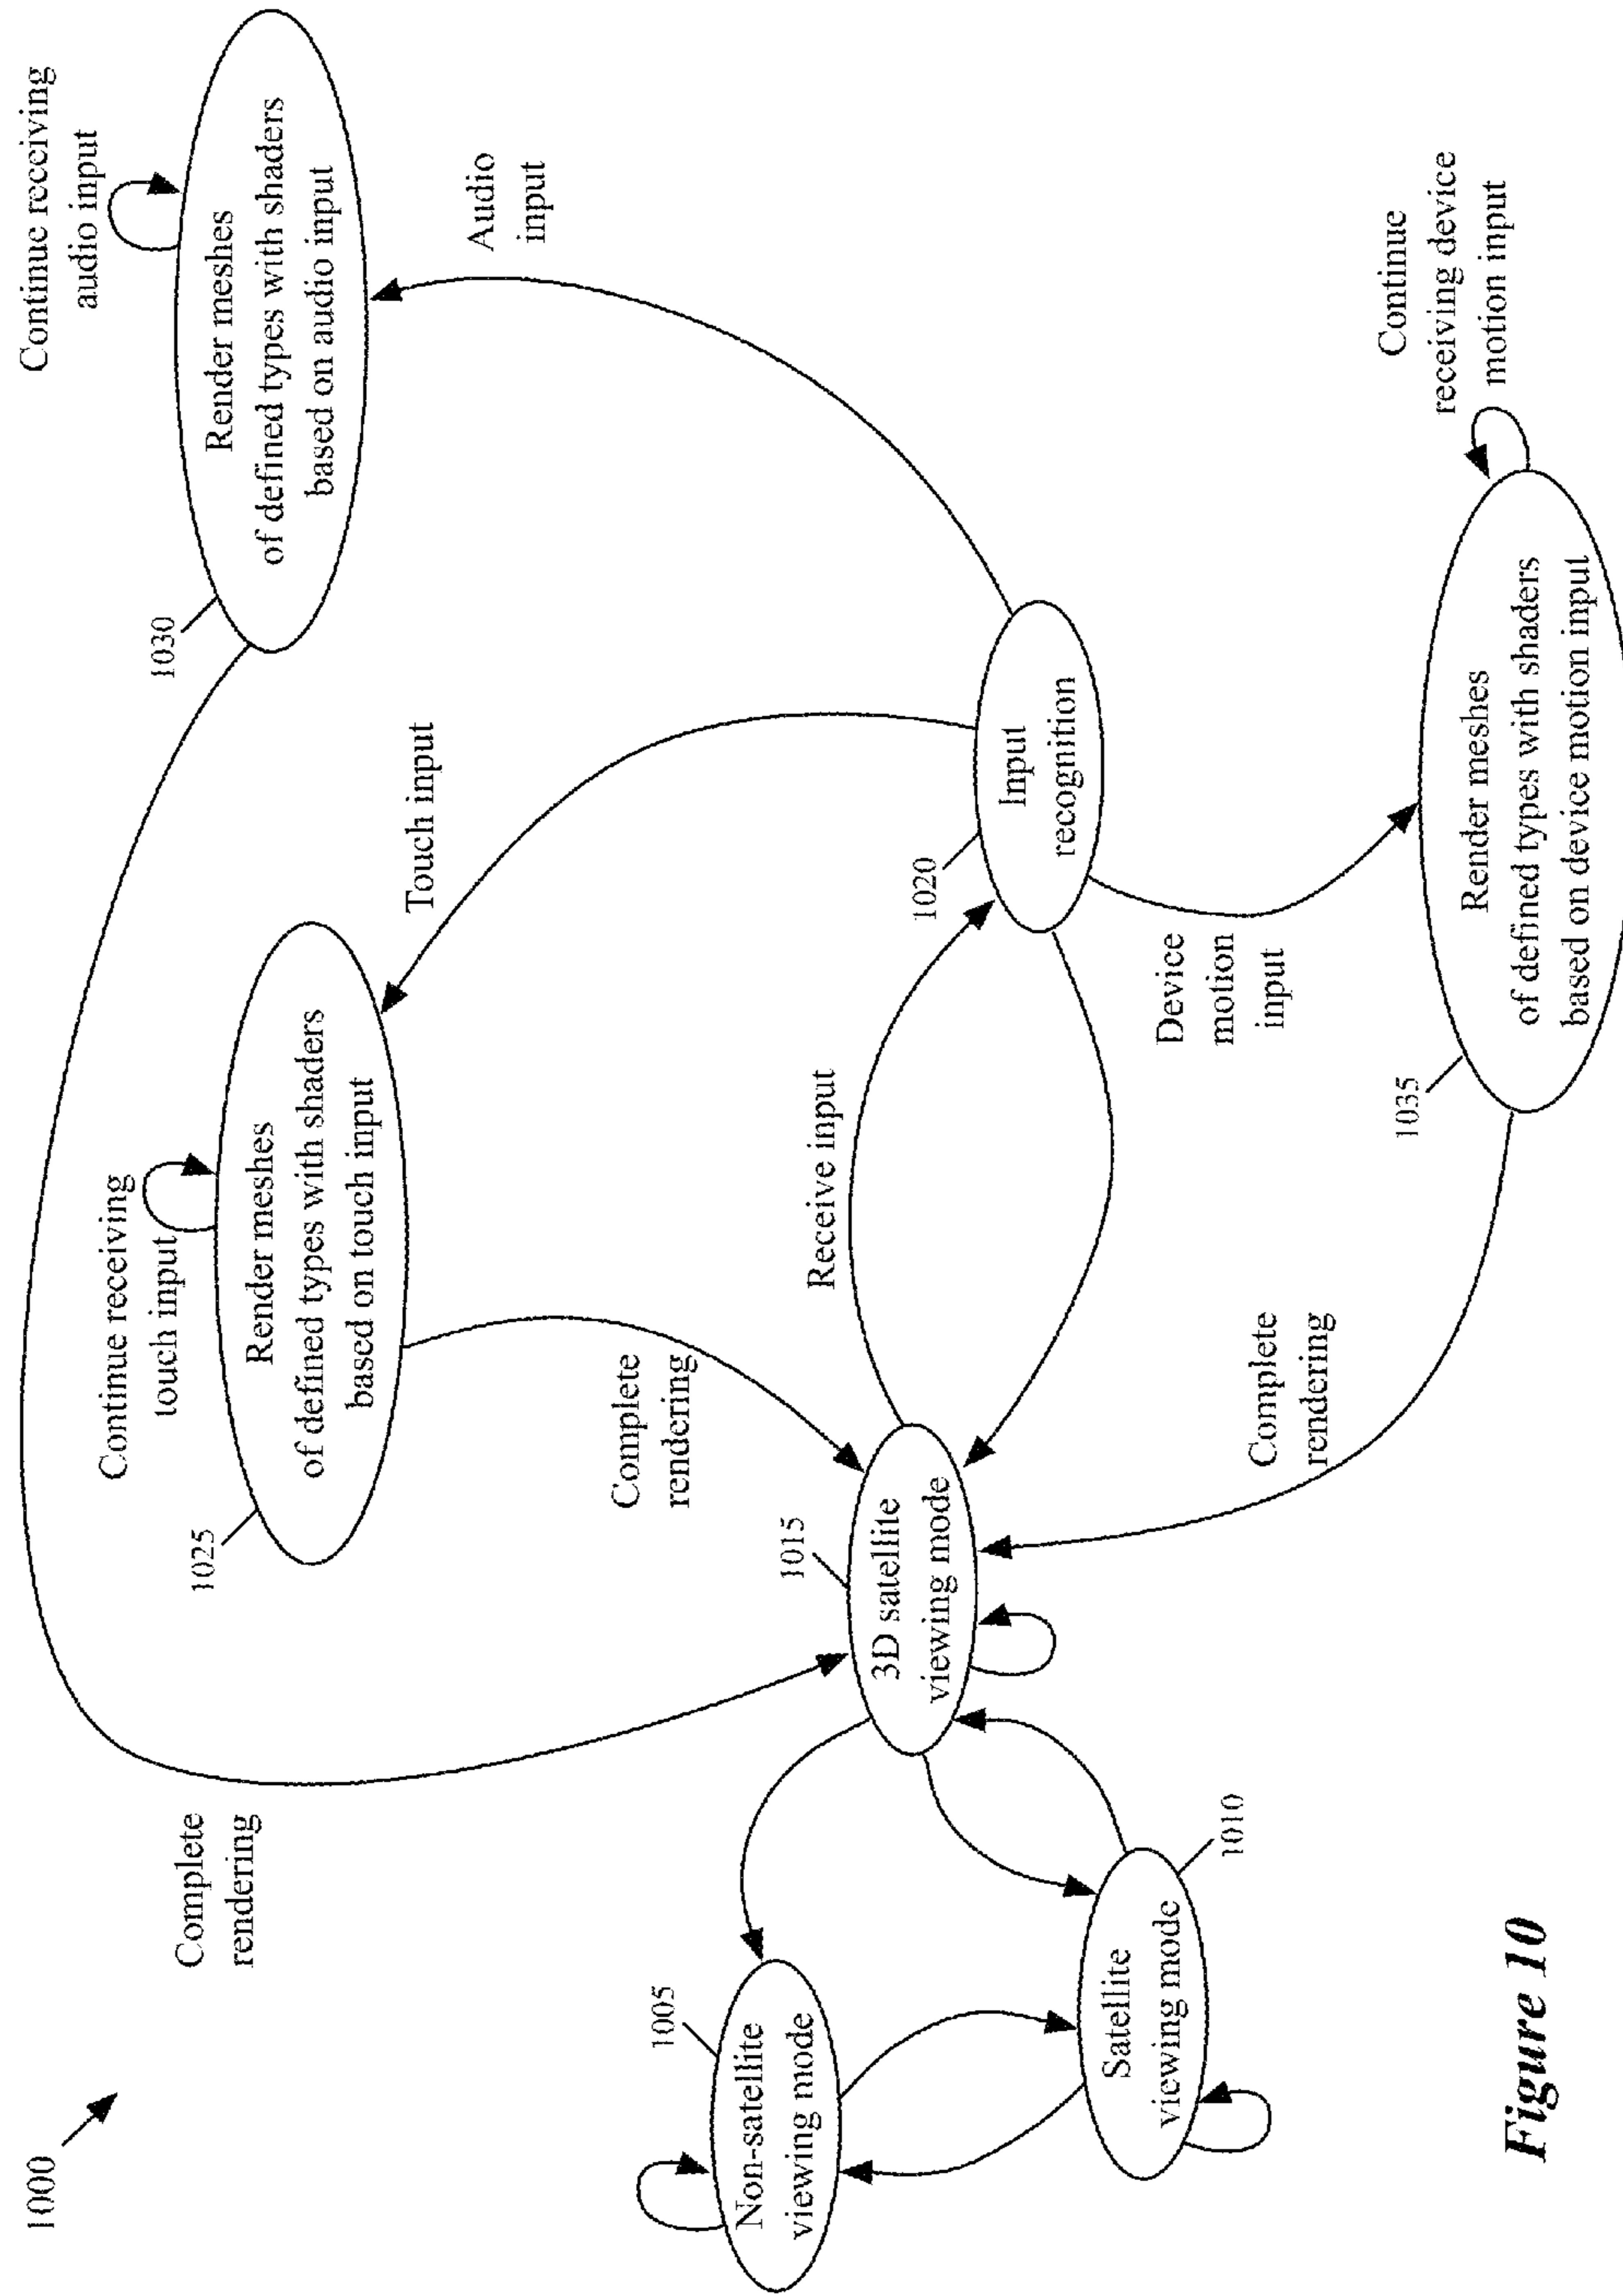 1000
Non-satellite
viewing mode
1005
Satellite
viewing mode
1010
3D satellite
viewing mode
1015
Complete
rendering
Continue receiving
touch input
Render meshes
of defined types with shaders
based on touch input
1025
Complete
rendering
Receive input
Complete
rendering
Touch input
Input
recognition
1020
Device
motion
input
Continue receiving
audio input
Render meshes
of defined types with shaders
based on audio input
1030
Audio
input
Continue
receiving device
motion input
Render meshes
of defined types with shaders
based on device motion input
1035
Figure 10